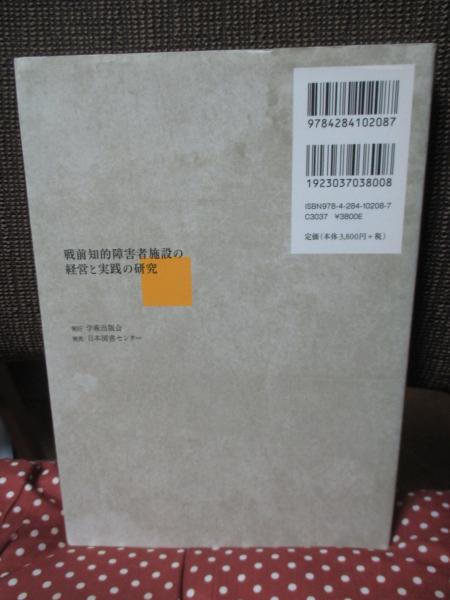 9784284102087
1923037038008
ISBN978-4-284-10208-7
C3037 ¥3800E
定価(本体3,800円+税)
戦前知的障害者施設の
経営と実践の研究
発行 学術出版会
発売 日本図書センター